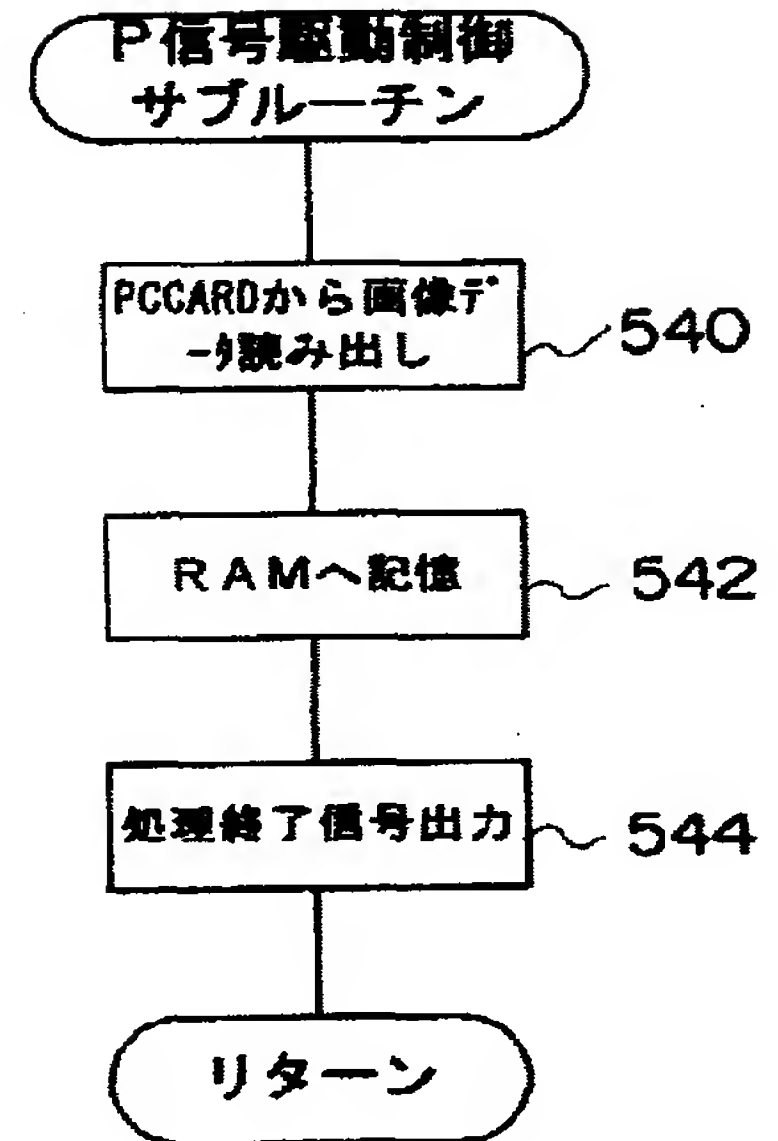 P信号駆動制御
サブルーチン
PCCARDから画像ﾃﾞ
ｰﾀ読み出し
540
RAMへ記憶
542
処理終了信号出力
544
リターン